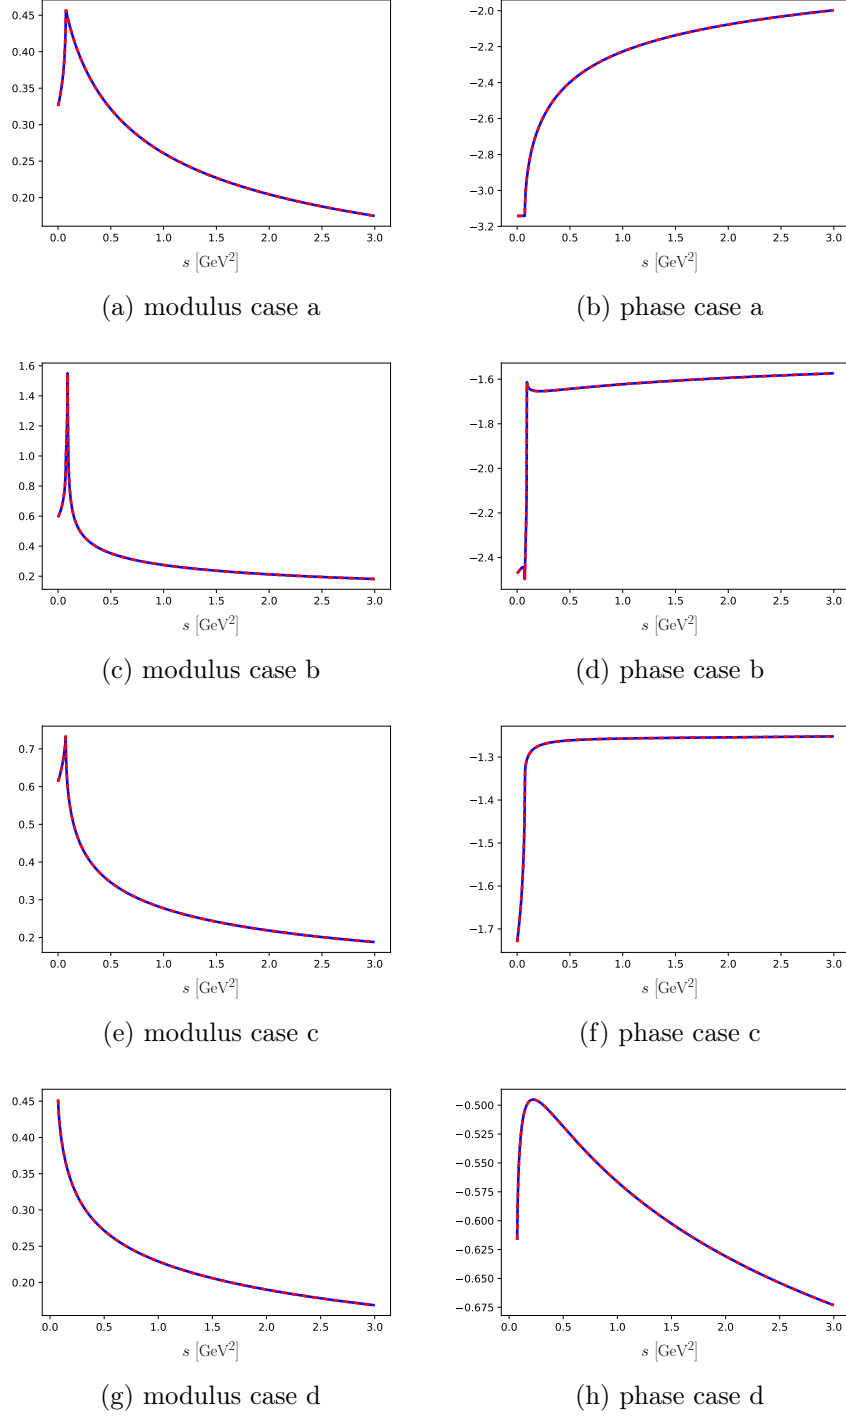 0.45
0.40
0.35
0.30
0.25
0.20
0.0 0.5 1.0 1.5 2.0 2.5 3.0
s [GeV²]
(a) modulus case a
−2.0
−2.2
−2.4
−2.6
−2.8
−3.0
−3.2
0.0 0.5 1.0 1.5 2.0 2.5 3.0
s [GeV²]
(b) phase case a
1.6
1.4
1.2
1.0
0.8
0.6
0.4
0.2
0.0 0.5 1.0 1.5 2.0 2.5 3.0
s [GeV²]
(c) modulus case b
−1.6
−1.8
−2.0
−2.2
−2.4
0.0 0.5 1.0 1.5 2.0 2.5 3.0
s [GeV²]
(d) phase case b
0.7
0.6
0.5
0.4
0.3
0.2
0.0 0.5 1.0 1.5 2.0 2.5 3.0
s [GeV²]
(e) modulus case c
−1.3
−1.4
−1.5
−1.6
−1.7
0.0 0.5 1.0 1.5 2.0 2.5 3.0
s [GeV²]
(f) phase case c
0.45
0.40
0.35
0.30
0.25
0.20
0.0 0.5 1.0 1.5 2.0 2.5 3.0
s [GeV²]
(g) modulus case d
−0.500
−0.525
−0.550
−0.575
−0.600
−0.625
−0.650
−0.675
0.0 0.5 1.0 1.5 2.0 2.5 3.0
s [GeV²]
(h) phase case d